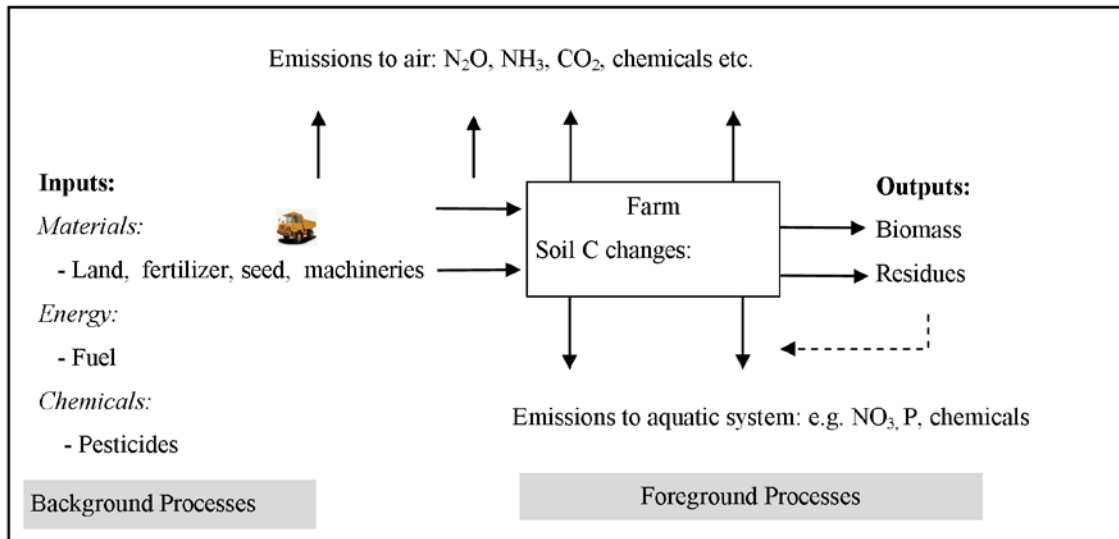 Emissions to air: N₂O, NH₃, CO₂, chemicals etc.
Inputs:
Materials:
- Land, fertilizer, seed, machineries
Energy:
- Fuel
Chemicals:
- Pesticides
Background Processes
Farm
Soil C changes:
Outputs:
Biomass
Residues
Emissions to aquatic system: e.g. NO₃, P, chemicals
Foreground Processes